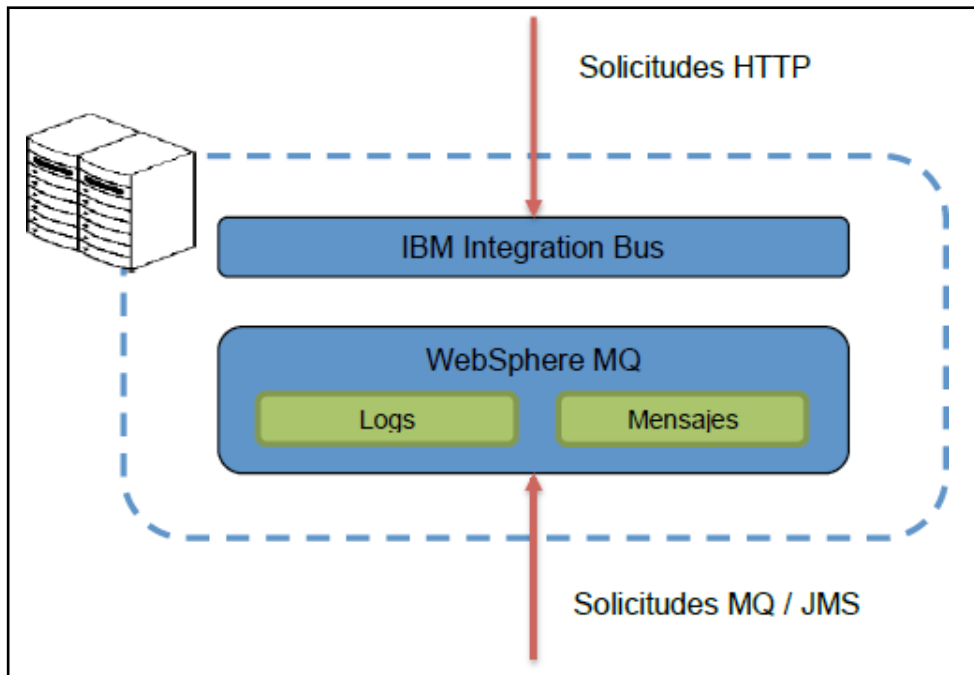 Solicitudes HTTP
IBM Integration Bus
WebSphere MQ
Logs
Mensajes
Solicitudes MQ / JMS